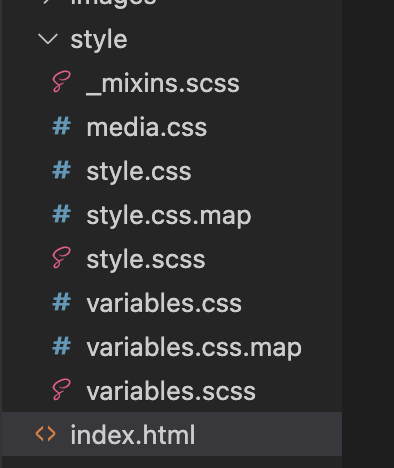 images
style
_mixins.scss
# media.css
# style.css
# style.css.map
style.scss
# variables.css
# variables.css.map
variables.scss
<> index.html